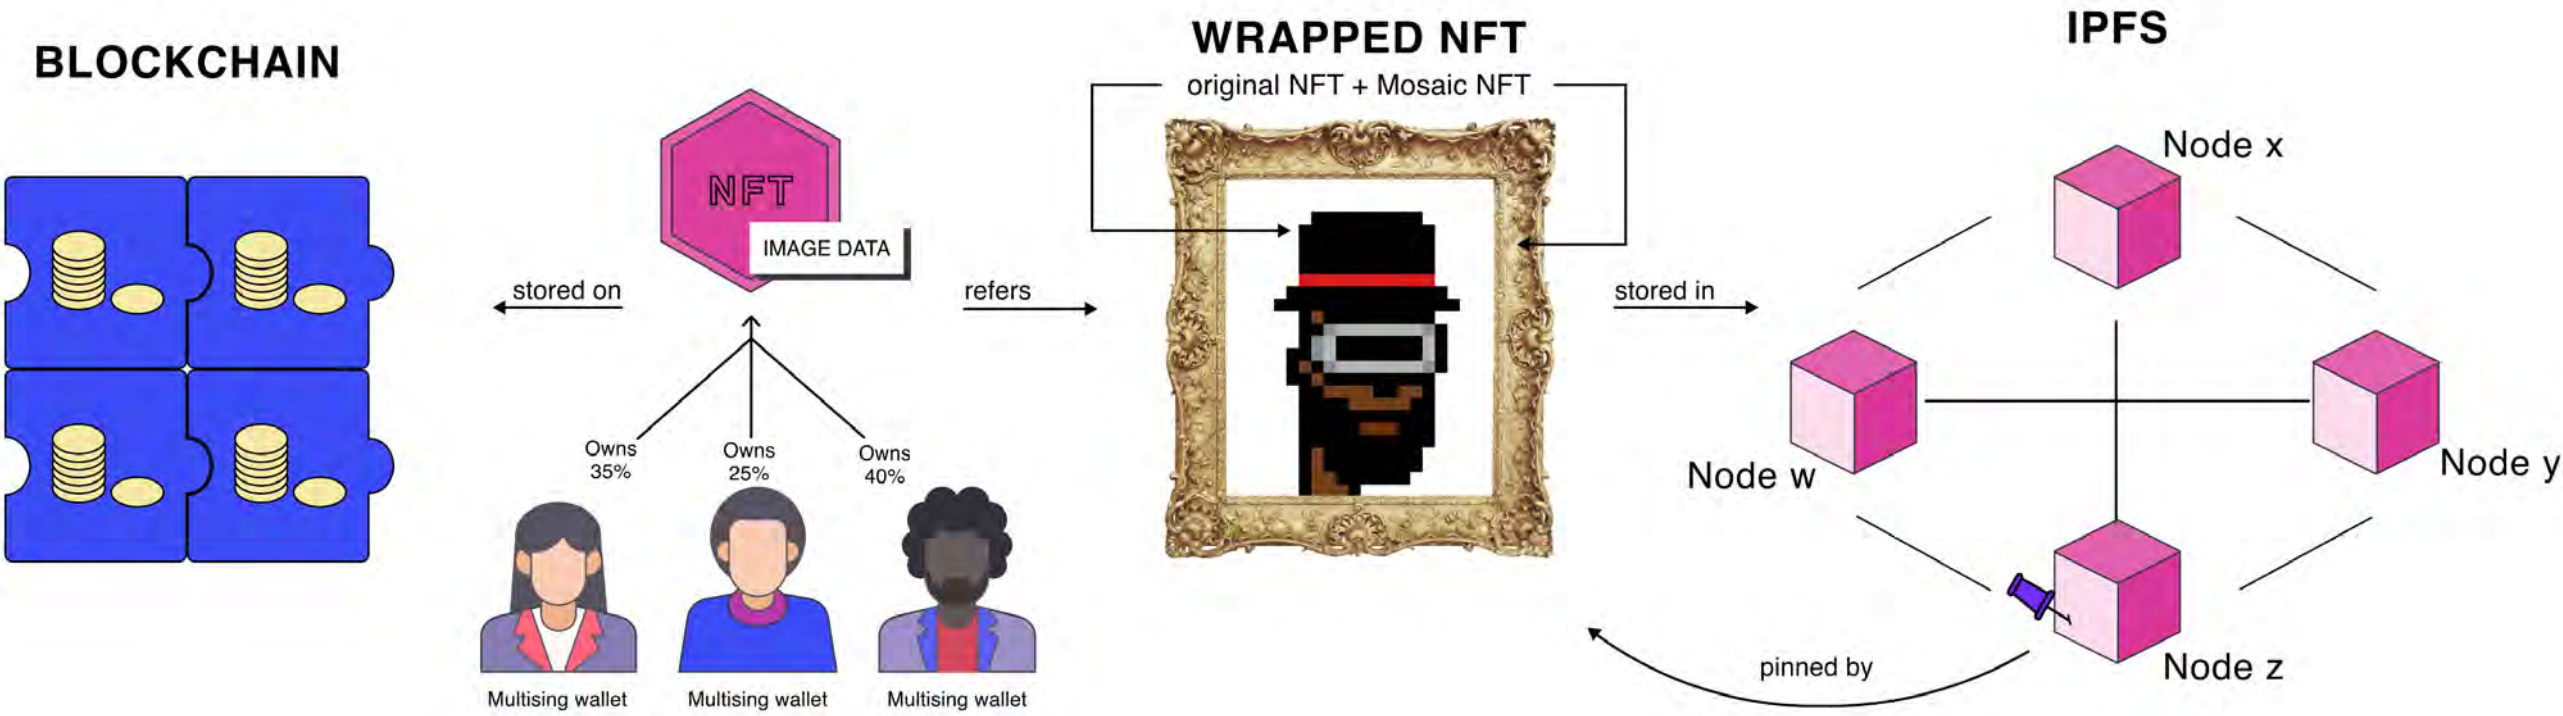 BLOCKCHAIN
NFT
IMAGE DATA
stored on
refers
Owns
35%
Owns
25%
Owns
40%
Multising wallet
Multising wallet
Multising wallet
WRAPPED NFT
original NFT + Mosaic NFT
stored in
IPFS
Node x
Node w
Node y
Node z
pinned by